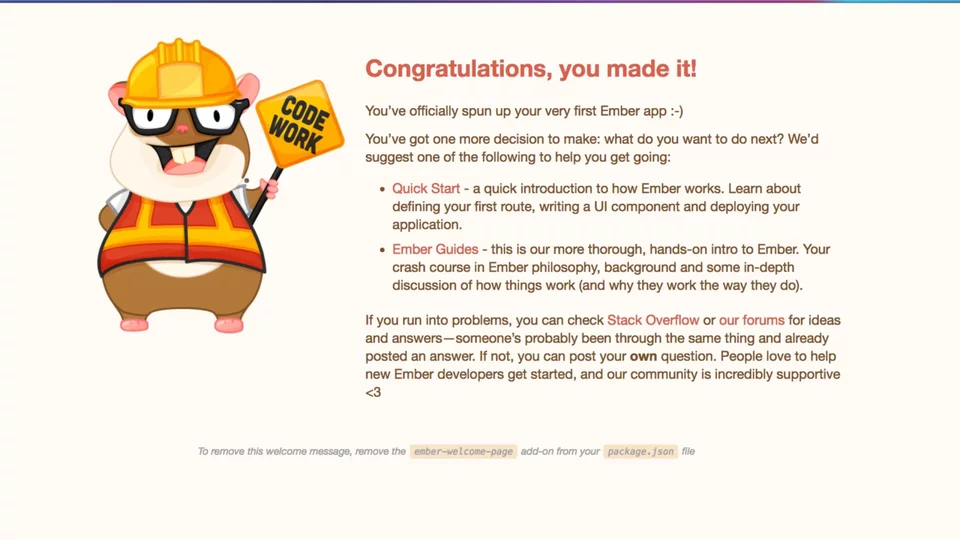 CODE
WORK
Congratulations, you made it!
You’ve officially spun up your very first Ember app :-)
You’ve got one more decision to make: what do you want to do next? We’d
suggest one of the following to help you get going:
• Quick Start - a quick introduction to how Ember works. Learn about
defining your first route, writing a UI component and deploying your
application.
• Ember Guides - this is our more thorough, hands-on intro to Ember. Your
crash course in Ember philosophy, background and some in-depth
discussion of how things work (and why they work the way they do).
If you run into problems, you can check Stack Overflow or our forums for ideas
and answers—someone’s probably been through the same thing and already
posted an answer. If not, you can post your own question. People love to help
new Ember developers get started, and our community is incredibly supportive
<3
To remove this welcome message, remove the ember-welcome-page add-on from your package.json file